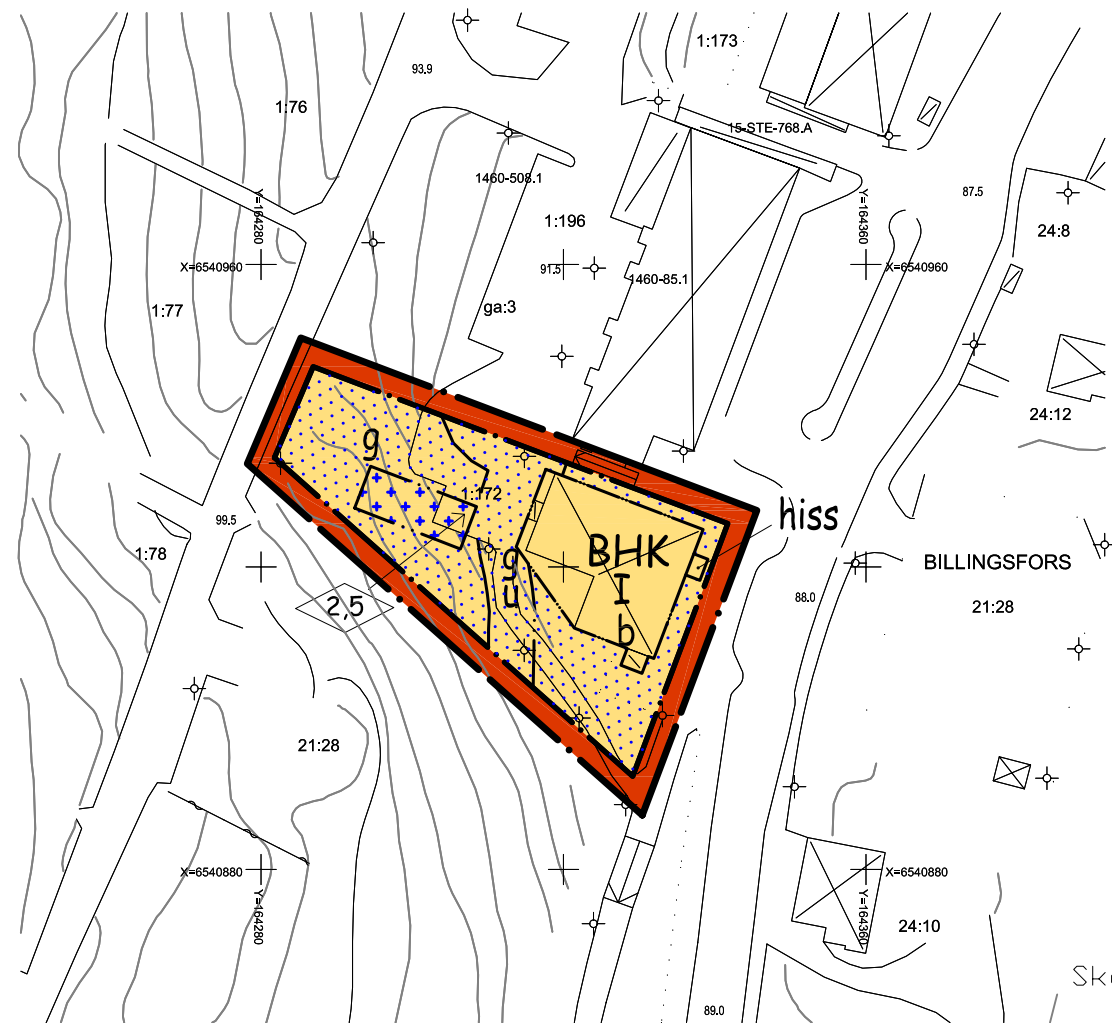 1:173
93.9
1:76
15-STE-768.A
1460-508.1
87.5
Y=164280
1:196
Y=164360
24:8
X=6540960
91.5
X=6540960
1460-85.1
1:77
ga:3
24:12
g
1:172
hiss
99.5
1:78
BHK
g
I
BILLINGSFORS
u
2,5
88.0
21:28
b
l
21:28
X=6540880
X=6540880
Y=164280
Y=164360
24:10
Sk
89.0